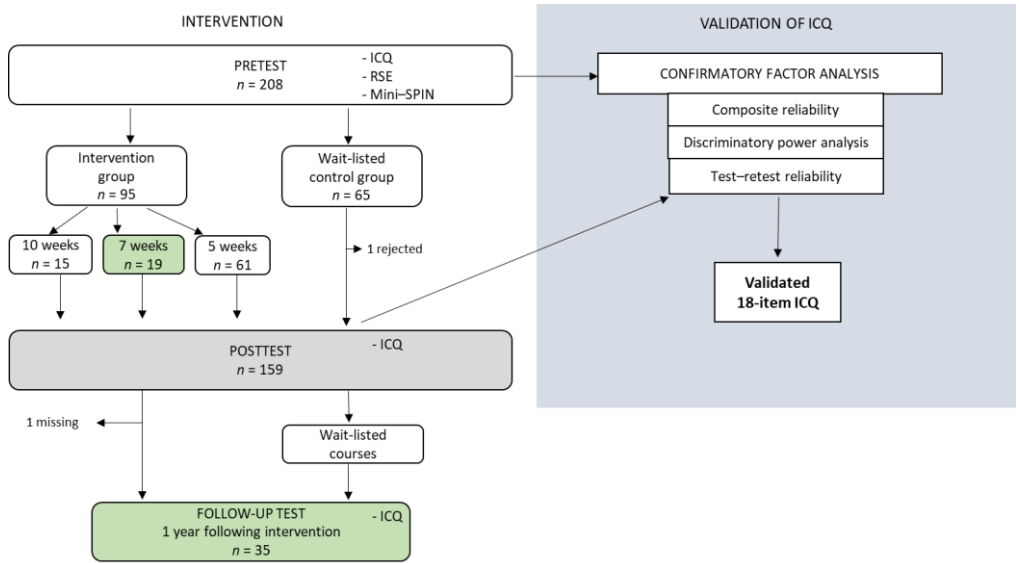 INTERVENTION
PRETEST
n = 208
- ICQ
- RSE
- Mini–SPIN
Intervention
group
n = 95
Wait-listed
control group
n = 65
10 weeks
n = 15
7 weeks
n = 19
5 weeks
n = 61
1 rejected
POSTTEST
n = 159
- ICQ
1 missing
Wait-listed
courses
FOLLOW-UP TEST
1 year following intervention
n = 35
- ICQ
VALIDATION OF ICQ
CONFIRMATORY FACTOR ANALYSIS
Composite reliability
Discriminatory power analysis
Test–retest reliability
Validated
18-item ICQ